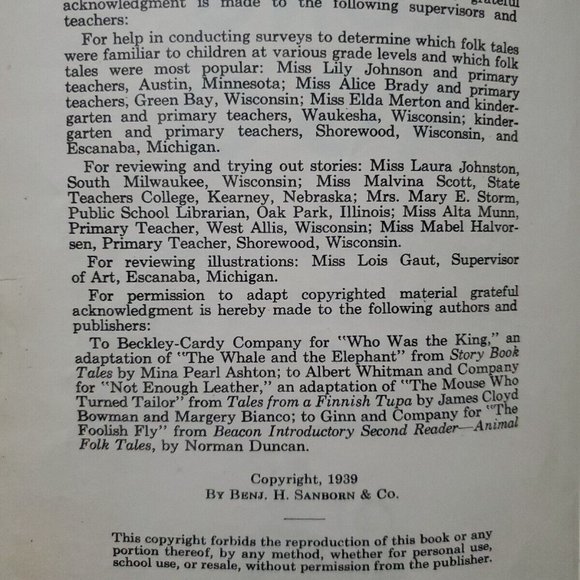 grateful
acknowledgment is made to the following supervisors and
teachers:
For help in conducting surveys to determine which folk tales
were familiar to children at various grade levels and which folk
tales were most popular: Miss Lily Johnson and primary
teachers, Austin, Minnesota; Miss Alice Brady and primary
teachers, Green Bay, Wisconsin; Miss Elda Merton and kinder-
garten and primary teachers, Waukesha, Wisconsin; kinder-
garten and primary teachers, Shorewood, Wisconsin, and
Escanaba, Michigan.
For reviewing and trying out stories: Miss Laura Johnston,
South Milwaukee, Wisconsin; Miss Malvina Scott, State
Teachers College, Kearney, Nebraska; Mrs. Mary E. Storm,
Public School Librarian, Oak Park, Illinois; Miss Alta Munn,
Primary Teacher, West Allis, Wisconsin; Miss Mabel Halvor-
sen, Primary Teacher, Shorewood, Wisconsin.
For reviewing illustrations: Miss Lois Gaut, Supervisor
of Art, Escanaba, Michigan.
For permission to adapt copyrighted material grateful
acknowledgment is hereby made to the following authors and
publishers:
To Beckley-Cardy Company for "Who Was the King," an
adaptation of "The Whale and the Elephant" from Story Book
Tales by Mina Pearl Ashton; to Albert Whitman and Company
for "Not Enough Leather," an adaptation of "The Mouse Who
Turned Tailor" from Tales from a Finnish Tupa by James Cloyd
Bowman and Margery Bianco; to Ginn and Company for "The
Foolish Fly" from Beacon Introductory Second Reader—Animal
Folk Tales, by Norman Duncan.
Copyright, 1939
By Benj. H. Sanborn & Co.
This copyright forbids the reproduction of this book or any
portion thereof, by any method, whether for personal use,
school use, or resale, without permission from the publisher.